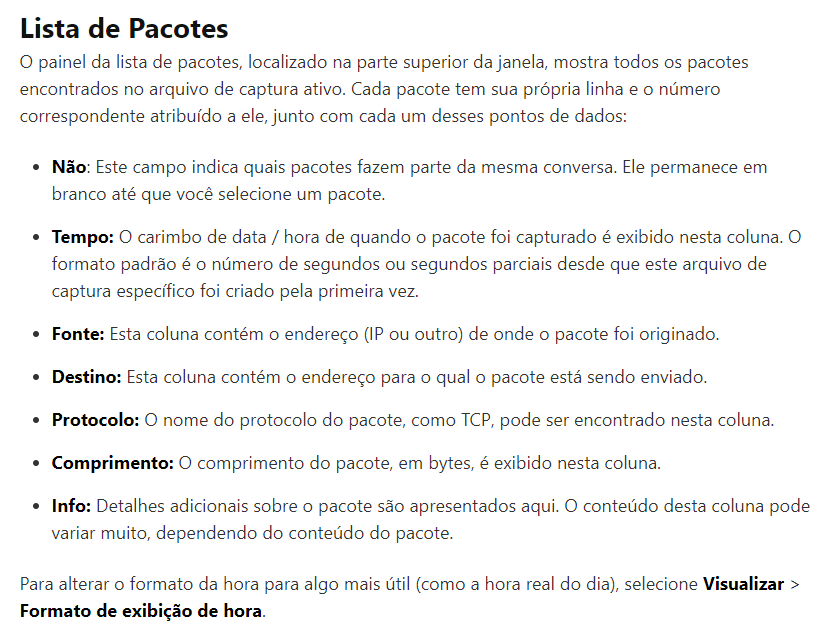 Lista de Pacotes
O painel da lista de pacotes, localizado na parte superior da janela, mostra todos os pacotes
encontrados no arquivo de captura ativo. Cada pacote tem sua própria linha e o número
correspondente atribuído a ele, junto com cada um desses pontos de dados:
• Não: Este campo indica quais pacotes fazem parte da mesma conversa. Ele permanece em
branco até que você selecione um pacote.
• Tempo: O carimbo de data / hora de quando o pacote foi capturado é exibido nesta coluna. O
formato padrão é o número de segundos ou segundos parciais desde que este arquivo de
captura específico foi criado pela primeira vez.
• Fonte: Esta coluna contém o endereço (IP ou outro) de onde o pacote foi originado.
• Destino: Esta coluna contém o endereço para o qual o pacote está sendo enviado.
• Protocolo: O nome do protocolo do pacote, como TCP, pode ser encontrado nesta coluna.
• Comprimento: O comprimento do pacote, em bytes, é exibido nesta coluna.
• Info: Detalhes adicionais sobre o pacote são apresentados aqui. O conteúdo desta coluna pode
variar muito, dependendo do conteúdo do pacote.
Para alterar o formato da hora para algo mais útil (como a hora real do dia), selecione Visualizar >
Formato de exibição de hora.